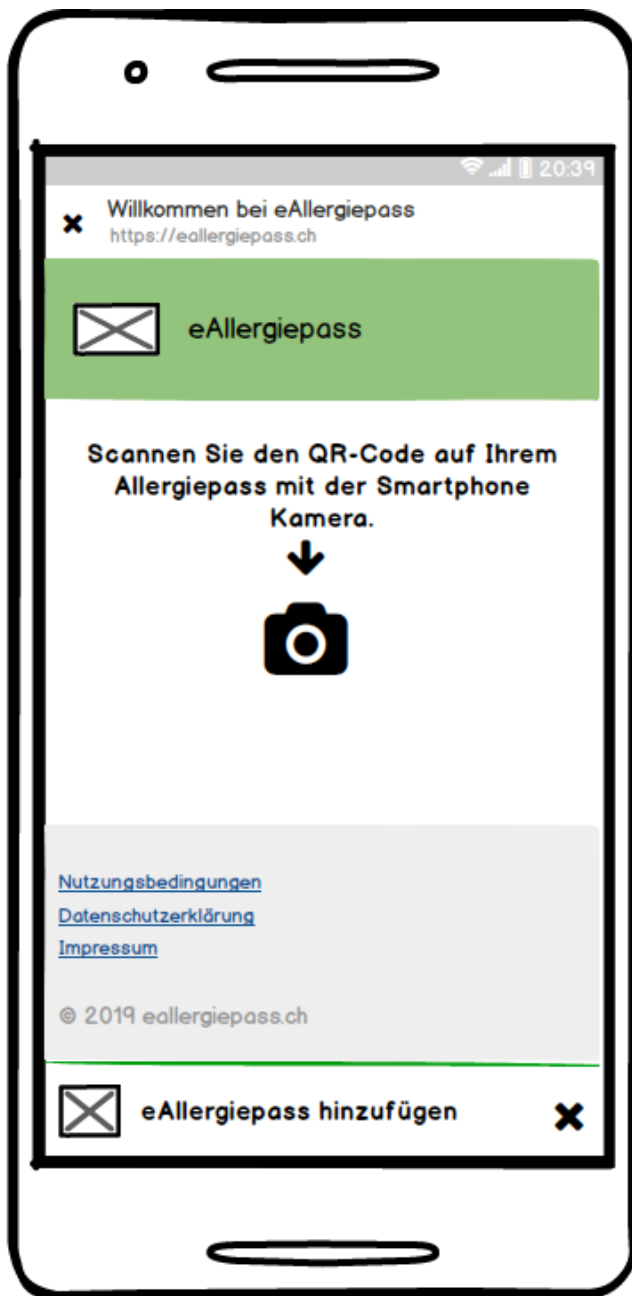 20:39
Willkommen bei eAllergiepass
https://eallergiepass.ch
eAllergiepass
Scannen Sie den QR-Code auf Ihrem
Allergiepass mit der Smartphone
Kamera.
Nutzungsbedingungen
Datenschutzerklärung
Impressum
© 2019 eallergiepass.ch
eAllergiepass hinzufügen